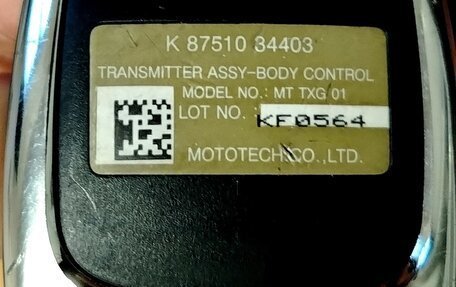 K 87510 34403
TRANSMITTER ASSY-BODY CONTROL
MODEL NO.: MT TXG 01
LOT NO. KF0564
MOTOTECH CO.,LTD.